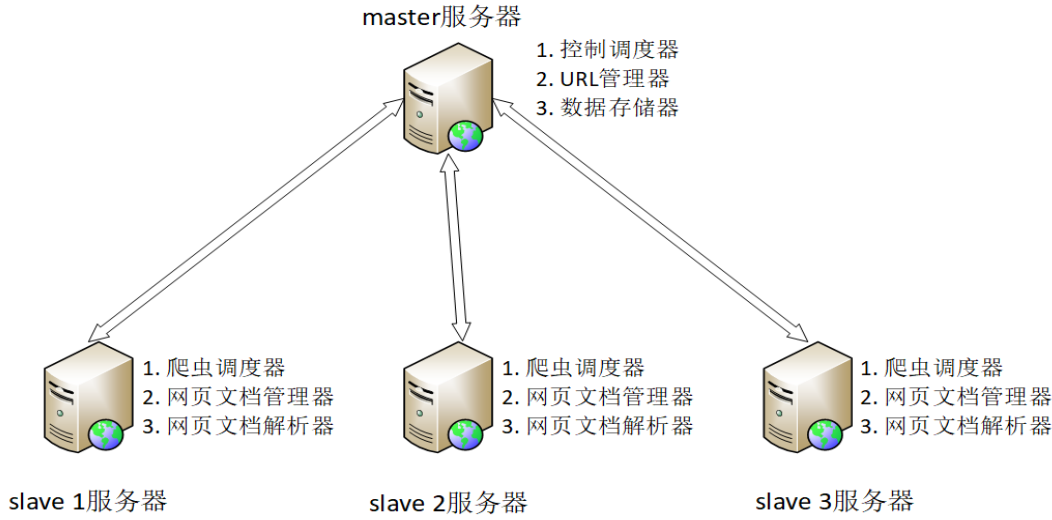 master服务器
1. 控制调度器
2. URL管理器
3. 数据存储器
1. 爬虫调度器
2. 网页文档管理器
3. 网页文档解析器
slave 1服务器
1. 爬虫调度器
2. 网页文档管理器
3. 网页文档解析器
slave 2服务器
1. 爬虫调度器
2. 网页文档管理器
3. 网页文档解析器
slave 3服务器